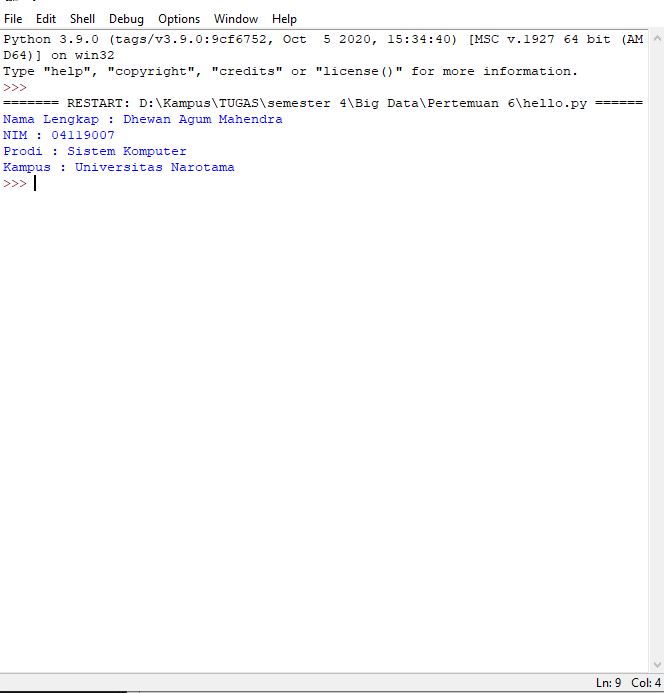 File Edit Shell Debug Options Window Help
Python 3.9.0 (tags/v3.9.0:9cf6752, Oct  5 2020, 15:34:40) [MSC v.1927 64 bit (AM
D64)] on win32
Type "help", "copyright", "credits" or "license()" for more information.
>>>
======= RESTART: D:\Kampus\TUGAS\semester 4\Big Data\Pertemuan 6\hello.py ======
Nama Lengkap : Dhewan Agum Mahendra
NIM : 04119007
Prodi : Sistem Komputer
Kampus : Universitas Narotama
>>>
Ln: 9 Col: 4